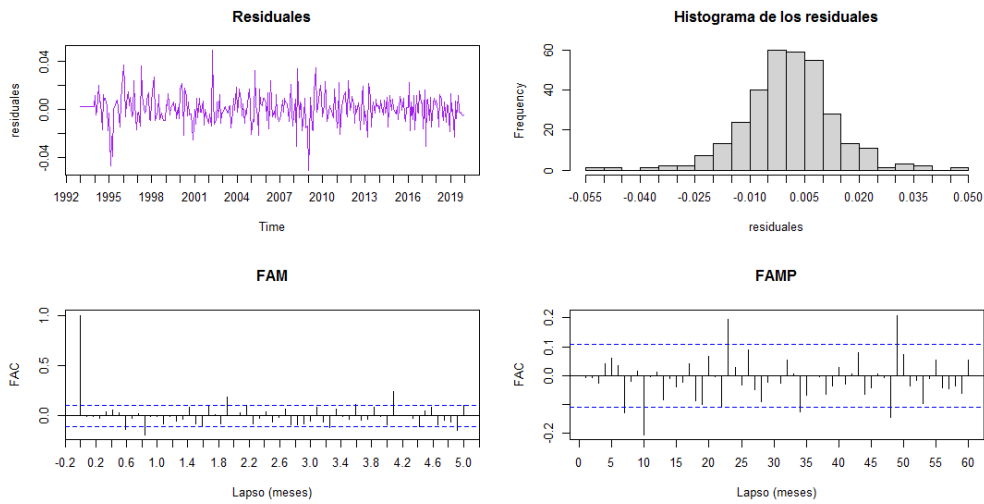 Residuales
residuales
-0.04 0.00 0.04
1992 1995 1998 2001 2004 2007 2010 2013 2016 2019
Time
Histograma de los residuales
Frequency
0 20 40 60
-0.055 -0.040 -0.025 -0.010 0.005 0.020 0.035 0.050
residuales
FAM
FAC
0.0 0.5 1.0
-0.2 0.2 0.6 1.0 1.4 1.8 2.2 2.6 3.0 3.4 3.8 4.2 4.6 5.0
Lapso (meses)
FAMP
FAC
-0.2 0.0 0.1 0.2
0 5 10 15 20 25 30 35 40 45 50 55 60
Lapso (meses)